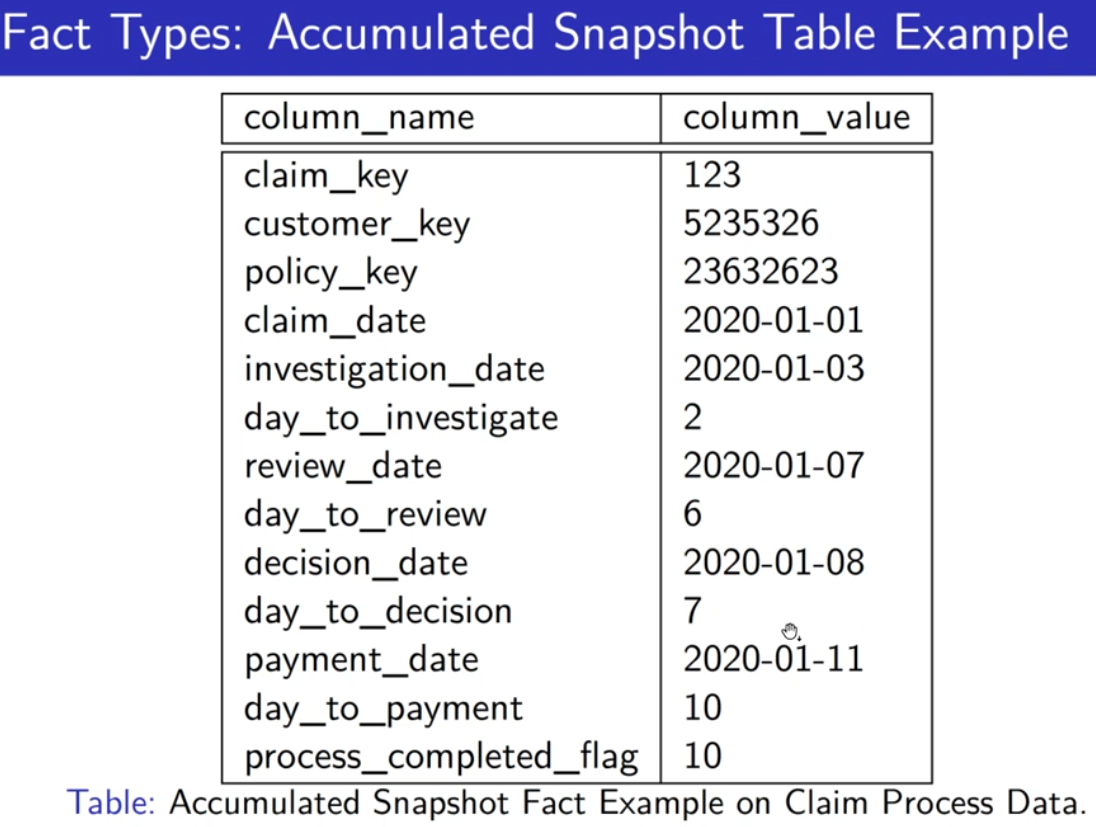 Fact Types: Accumulated Snapshot Table Example
column_name column_value
claim_key 123
customer_key 5235326
policy_key 23632623
claim_date 2020-01-01
investigation_date 2020-01-03
day_to_investigate 2
review_date 2020-01-07
day_to_review 6
decision_date 2020-01-08
day_to_decision 7
payment_date 2020-01-11
day_to_payment 10
process_completed_flag 10
Table: Accumulated Snapshot Fact Example on Claim Process Data.